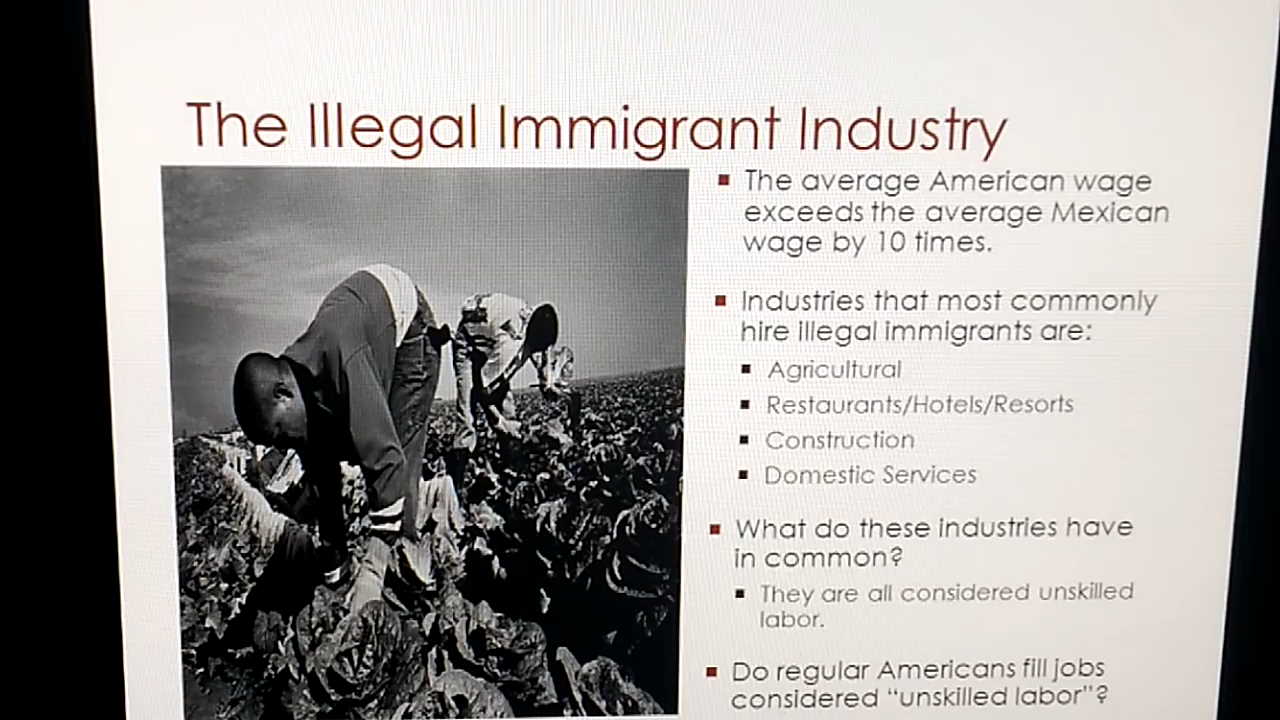 The Illegal Immigrant Industry
The average American wage
exceeds the average Mexican
wage by 10 times.
Industries that most commonly
hire illegal immigrants are:
Agricultural
Restaurants/Hotels/Resorts
Construction
Domestic Services
What do these industries have
in common?
They are all considered unskilled
labor.
Do regular Americans fill jobs
considered “unskilled labor”?